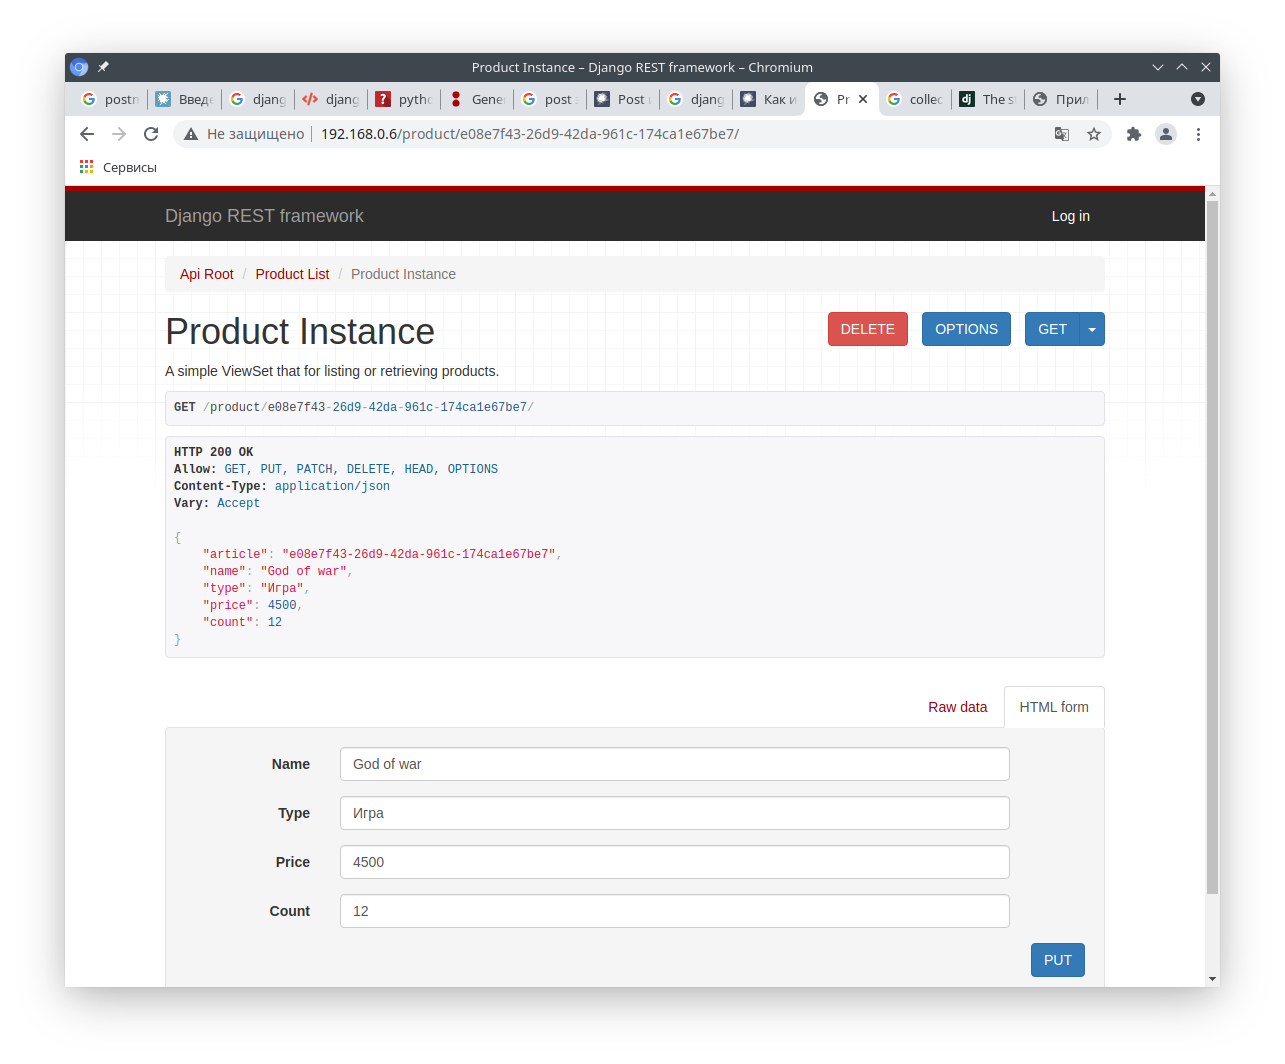 Product Instance – Django REST framework – Chromium
postn
Введе
djang
djang
pytho
Gene
post
Post
djang
Как и
Pr
collec
The s
Прил
Не защищено
192.168.0.6/product/e08e7f43-26d9-42da-961c-174ca1e67be7/
Сервисы
Django REST framework
Log in
Api Root / Product List / Product Instance
Product Instance
DELETE
OPTIONS
GET
A simple ViewSet that for listing or retrieving products.
GET /product/e08e7f43-26d9-42da-961c-174ca1e67be7/
HTTP 200 OK
Allow: GET, PUT, PATCH, DELETE, HEAD, OPTIONS
Content-Type: application/json
Vary: Accept
{
"article": "e08e7f43-26d9-42da-961c-174ca1e67be7",
"name": "God of war",
"type": "Игра",
"price": 4500,
"count": 12
}
Raw data
HTML form
Name
God of war
Type
Игра
Price
4500
Count
12
PUT